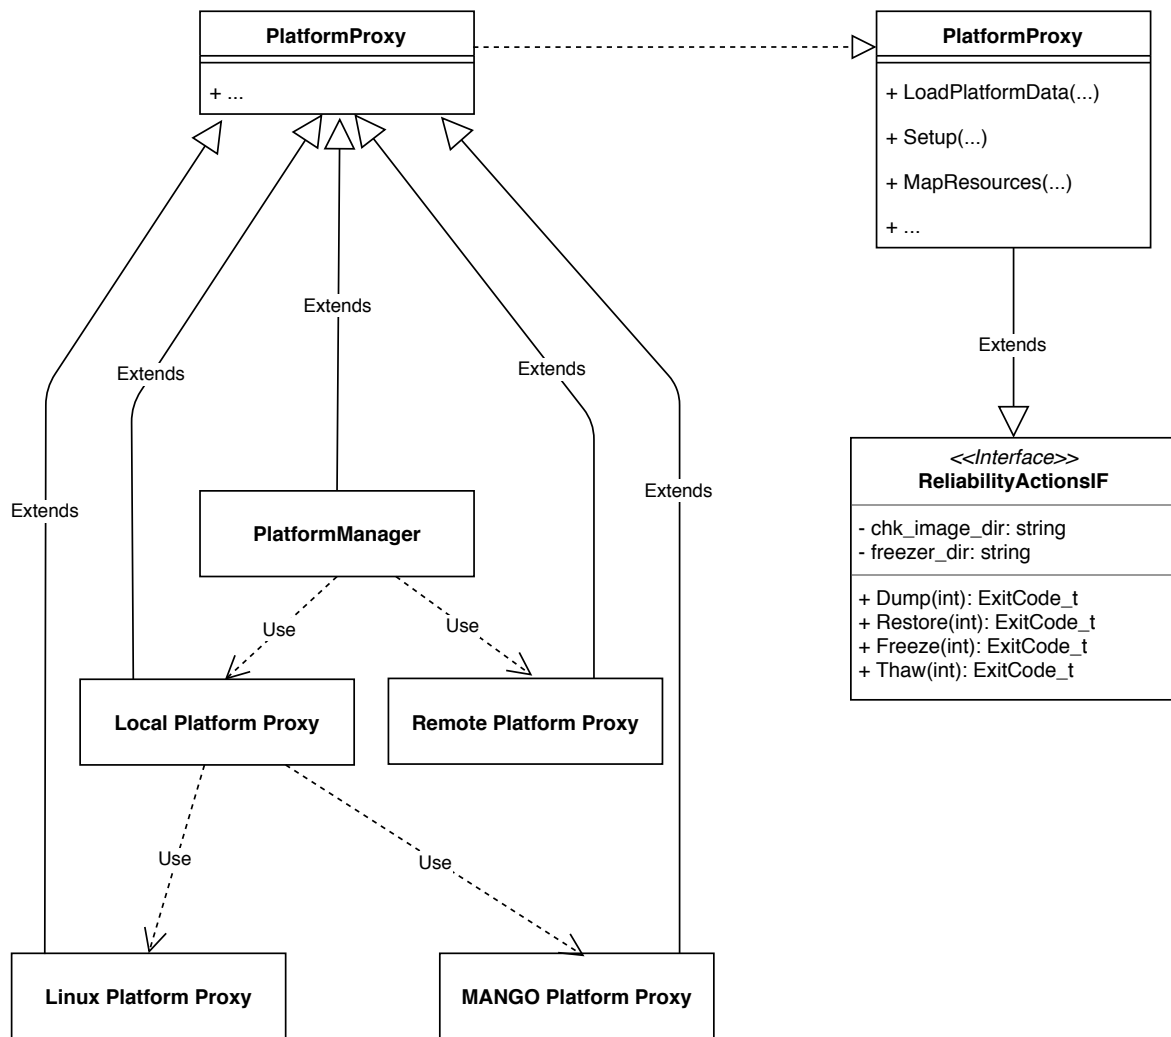 PlatformProxy
+ ...
PlatformProxy
+ LoadPlatformData(...)
+ Setup(...)
+ MapResources(...)
+ ...
Extends
Extends
Extends
Extends
Extends
Extends
<<Interface>>
ReliabilityActionsIF
- chk_image_dir: string
- freezer_dir: string
+ Dump(int): ExitCode_t
+ Restore(int): ExitCode_t
+ Freeze(int): ExitCode_t
+ Thaw(int): ExitCode_t
PlatformManager
Use
Use
Local Platform Proxy
Remote Platform Proxy
Use
Use
Linux Platform Proxy
MANGO Platform Proxy